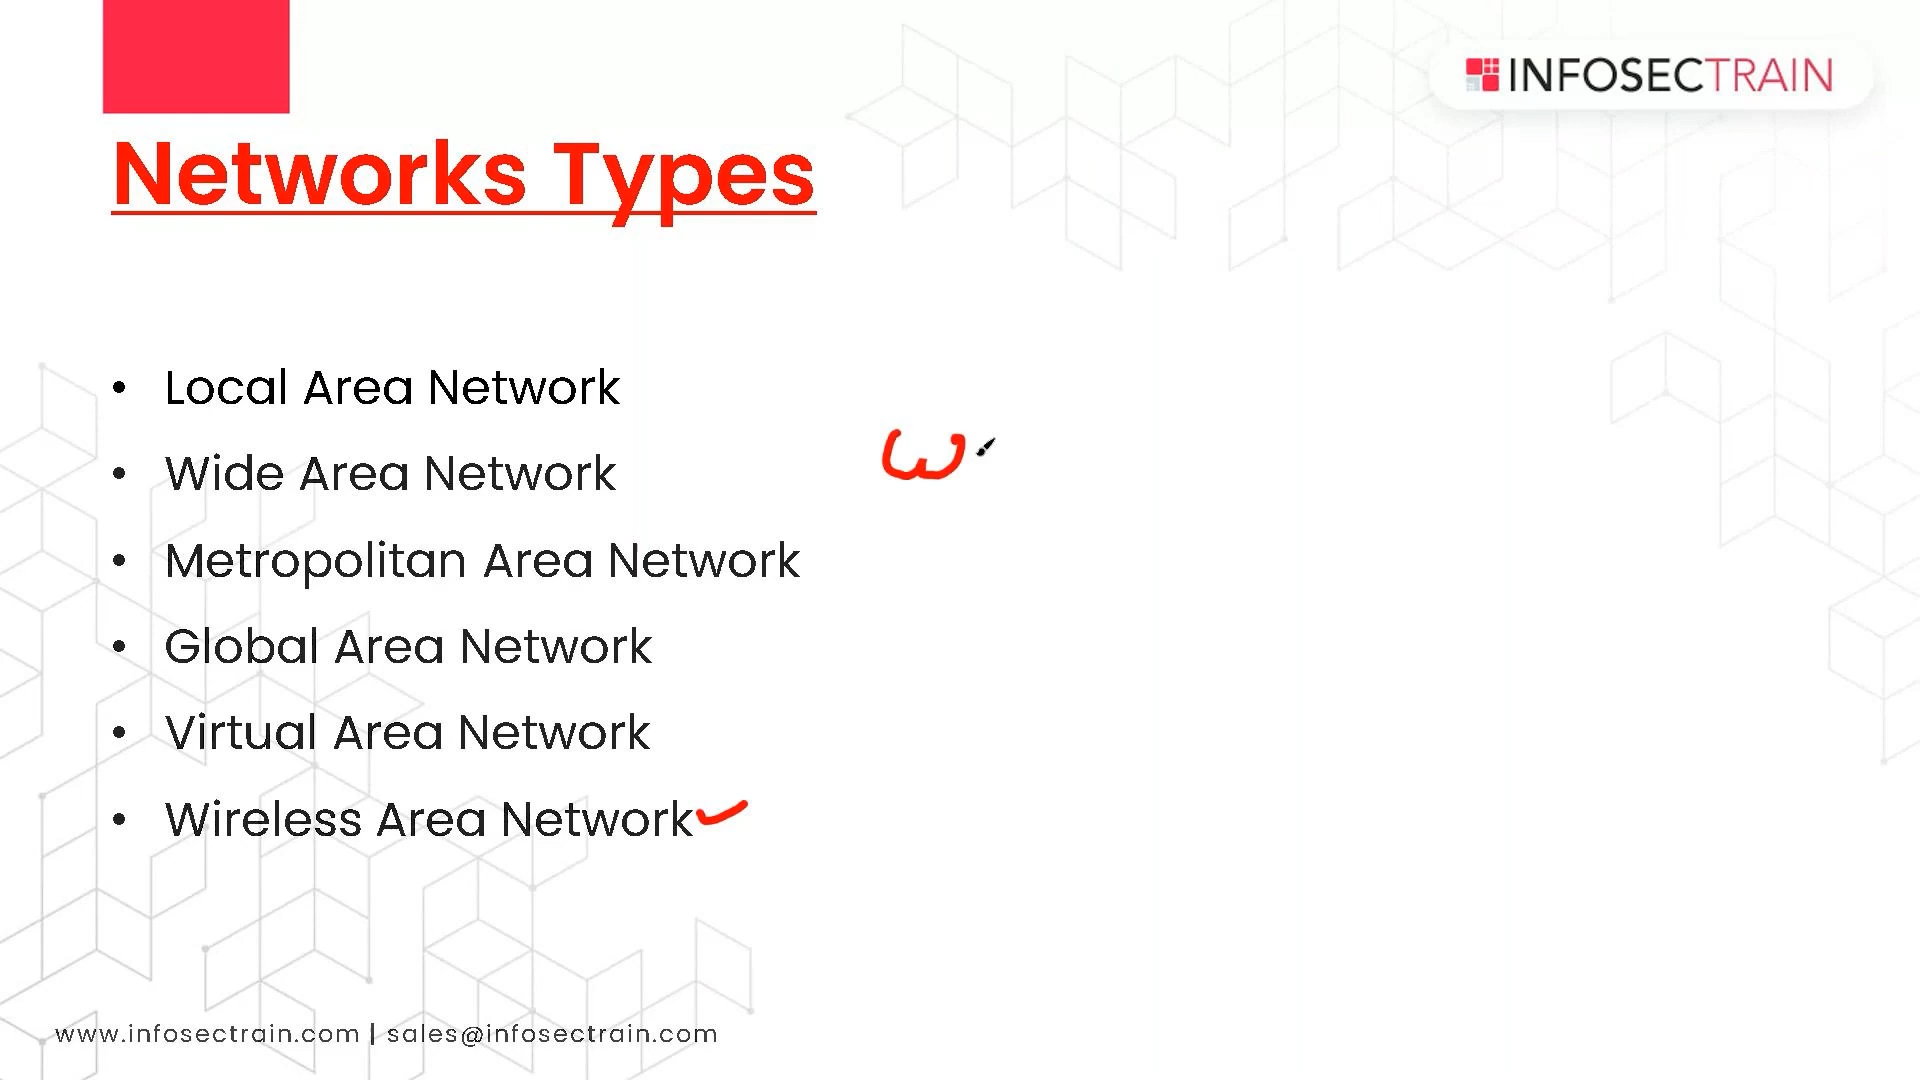 INFOSECTRAIN
Networks Types
• Local Area Network
• Wide Area Network
• Metropolitan Area Network
• Global Area Network
• Virtual Area Network
• Wireless Area Network
W
www.infosectrain.com | sales@infosectrain.com